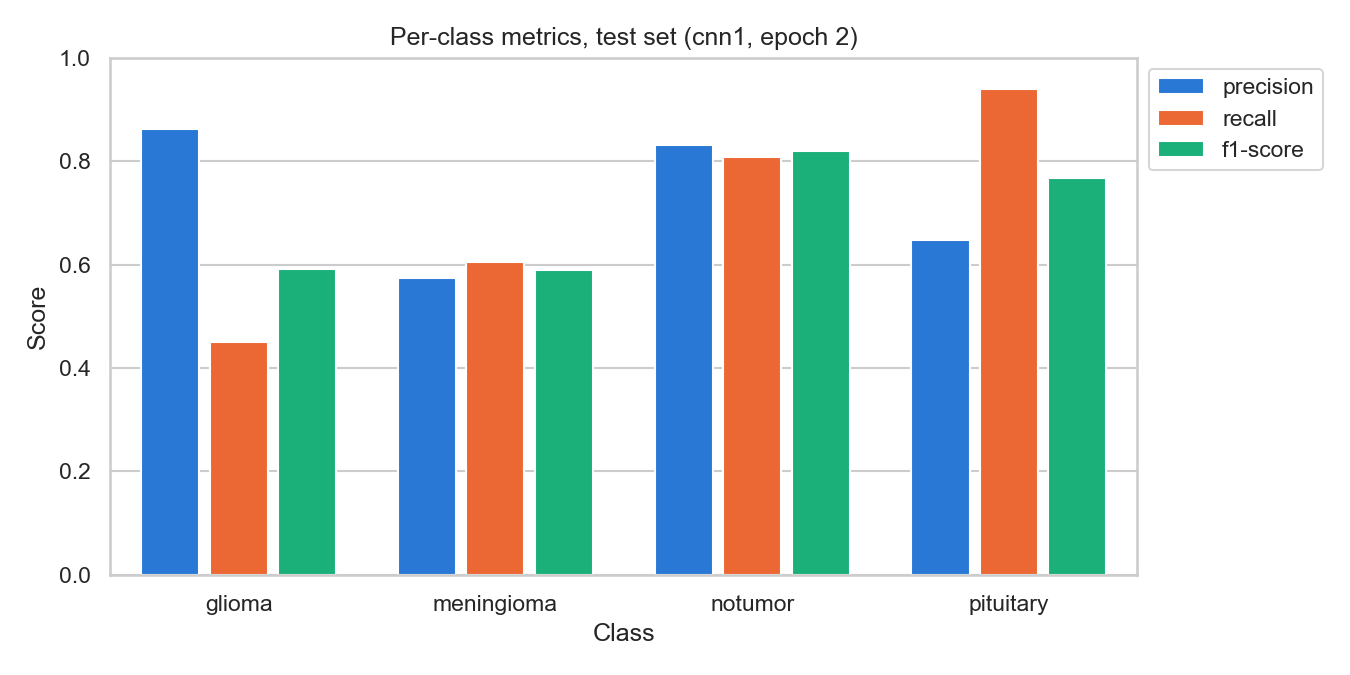 Per-class metrics, test set (cnn1, epoch 2)
precision
recall
f1-score
Score
1.0
0.8
0.6
0.4
0.2
0.0
glioma
meningioma
notumor
pituitary
Class